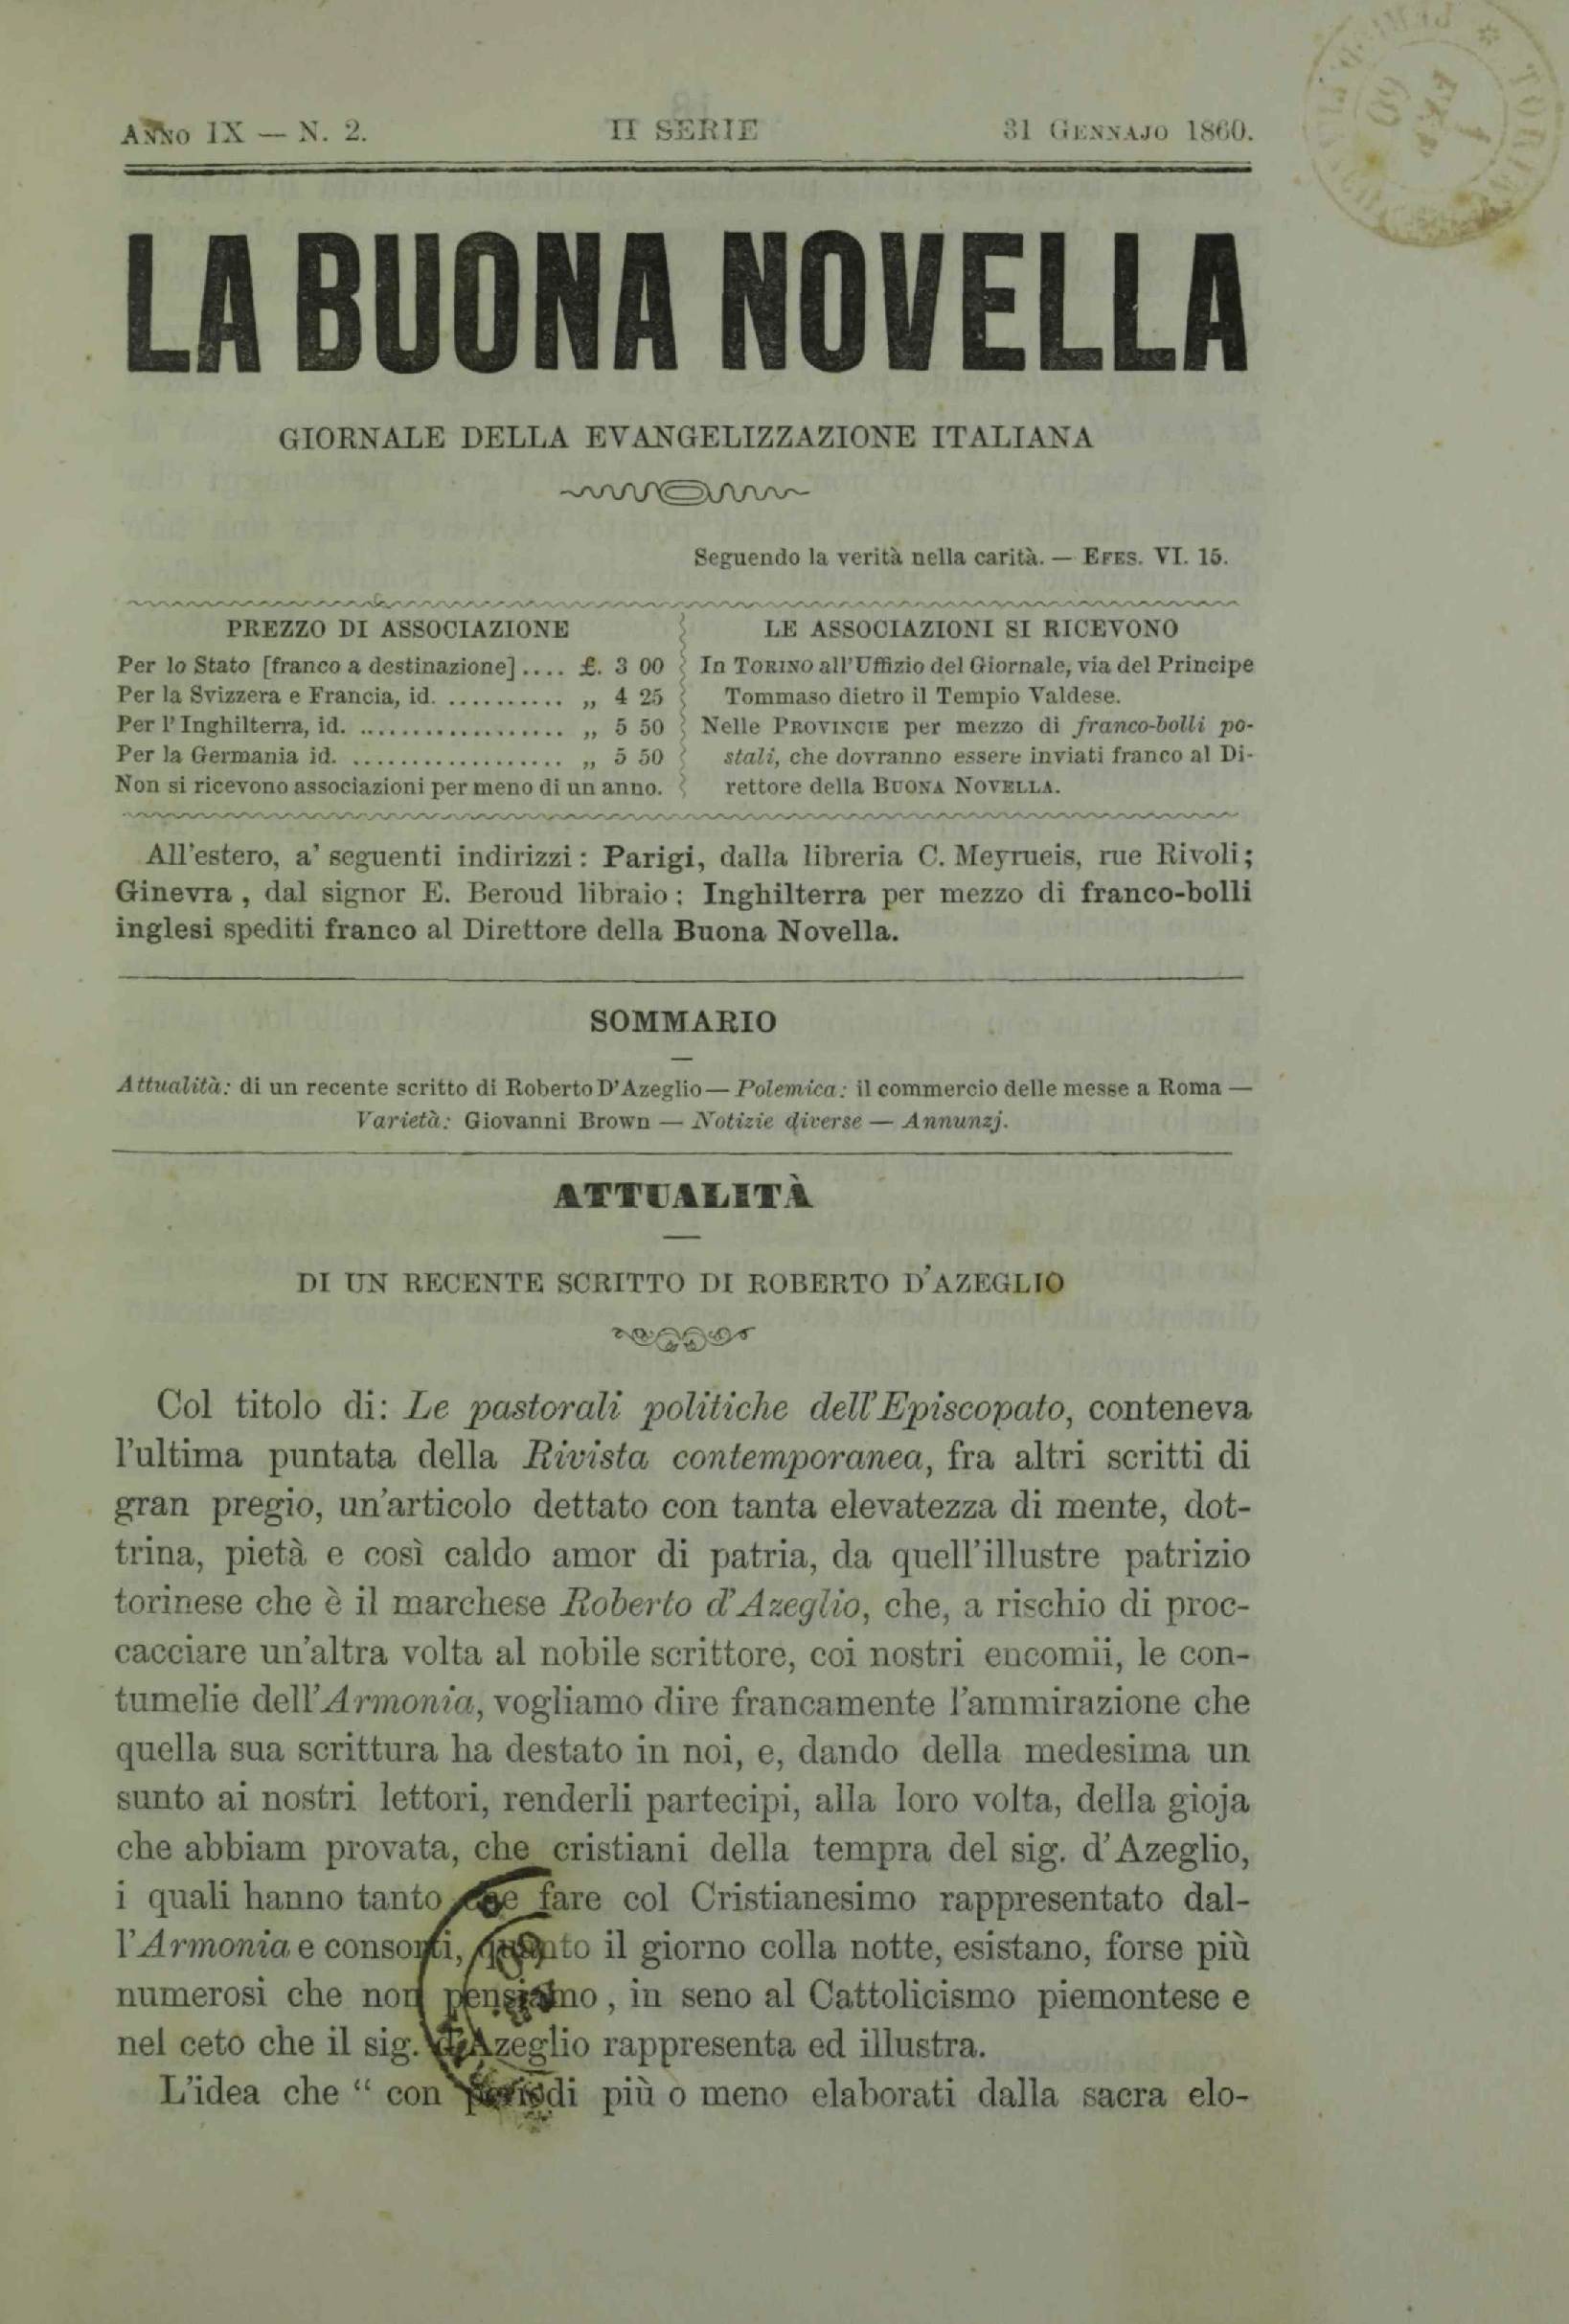 ANNO IX — N. 2. II SERIE 31 GENNAJO 1860.
LA BUONA NOVELLA
GIORNALE DELLA EVANGELIZZAZIONE ITALIANA
Seguendo la verità nella carità. — EFES. VI. 15.
PREZZO DI ASSOCIAZIONE
Per lo Stato [franco a destinazione] .... £. 3 00
Per la Svizzera e Francia, id. .......... „ 4 25
Per l'Inghilterra, id. .................. „ 5 50
Per la Germania id. .................. „ 5 50
Non si ricevono associazioni per meno di un anno.
LE ASSOCIAZIONI SI RICEVONO
In TORINO all'Uffizio del Giornale, via del Principe
Tommaso dietro il Tempio Valdese.
Nelle PROVINCIE per mezzo di franco-bolli po-
stali, che dovranno essere inviati franco al Di-
rettore della BUONA NOVELLA.
All'estero, a' seguenti indirizzi: Parigi, dalla libreria C. Meyrueis, rue Rivoli;
Ginevra, dal signor E. Beroud libraio; Inghilterra per mezzo di franco-bolli
inglesi spediti franco al Direttore della Buona Novella.
SOMMARIO
Attualità: di un recente scritto di Roberto D'Azeglio — Polemica: il commercio delle messe a Roma —
Varietà: Giovanni Brown — Notizie diverse — Annunzj.
ATTUALITÀ
DI UN RECENTE SCRITTO DI ROBERTO D'AZEGLIO
Col titolo di: Le pastorali politiche dell'Episcopato, conteneva
l'ultima puntata della Rivista contemporanea, fra altri scritti di
gran pregio, un'articolo dettato con tanta elevatezza di mente, dot-
trina, pietà e così caldo amor di patria, da quell'illustre patrizio
torinese che è il marchese Roberto d'Azeglio, che, a rischio di proc-
cacciare un'altra volta al nobile scrittore, coi nostri encomii, le con-
tumelie dell'Armonia, vogliamo dire francamente l'ammirazione che
quella sua scrittura ha destato in noi, e, dando della medesima un
sunto ai nostri lettori, renderli partecipi, alla loro volta, della gioja
che abbiam provata, che cristiani della tempra del sig. d'Azeglio,
i quali hanno tanto che fare col Cristianesimo rappresentato dal-
l'Armonia e consorti, quanto il giorno colla notte, esistano, forse più
numerosi che non pensiamo, in seno al Cattolicismo piemontese e
nel ceto che il sig. d'Azeglio rappresenta ed illustra.
L'idea che “ con periodi più o meno elaborati dalla sacra elo-